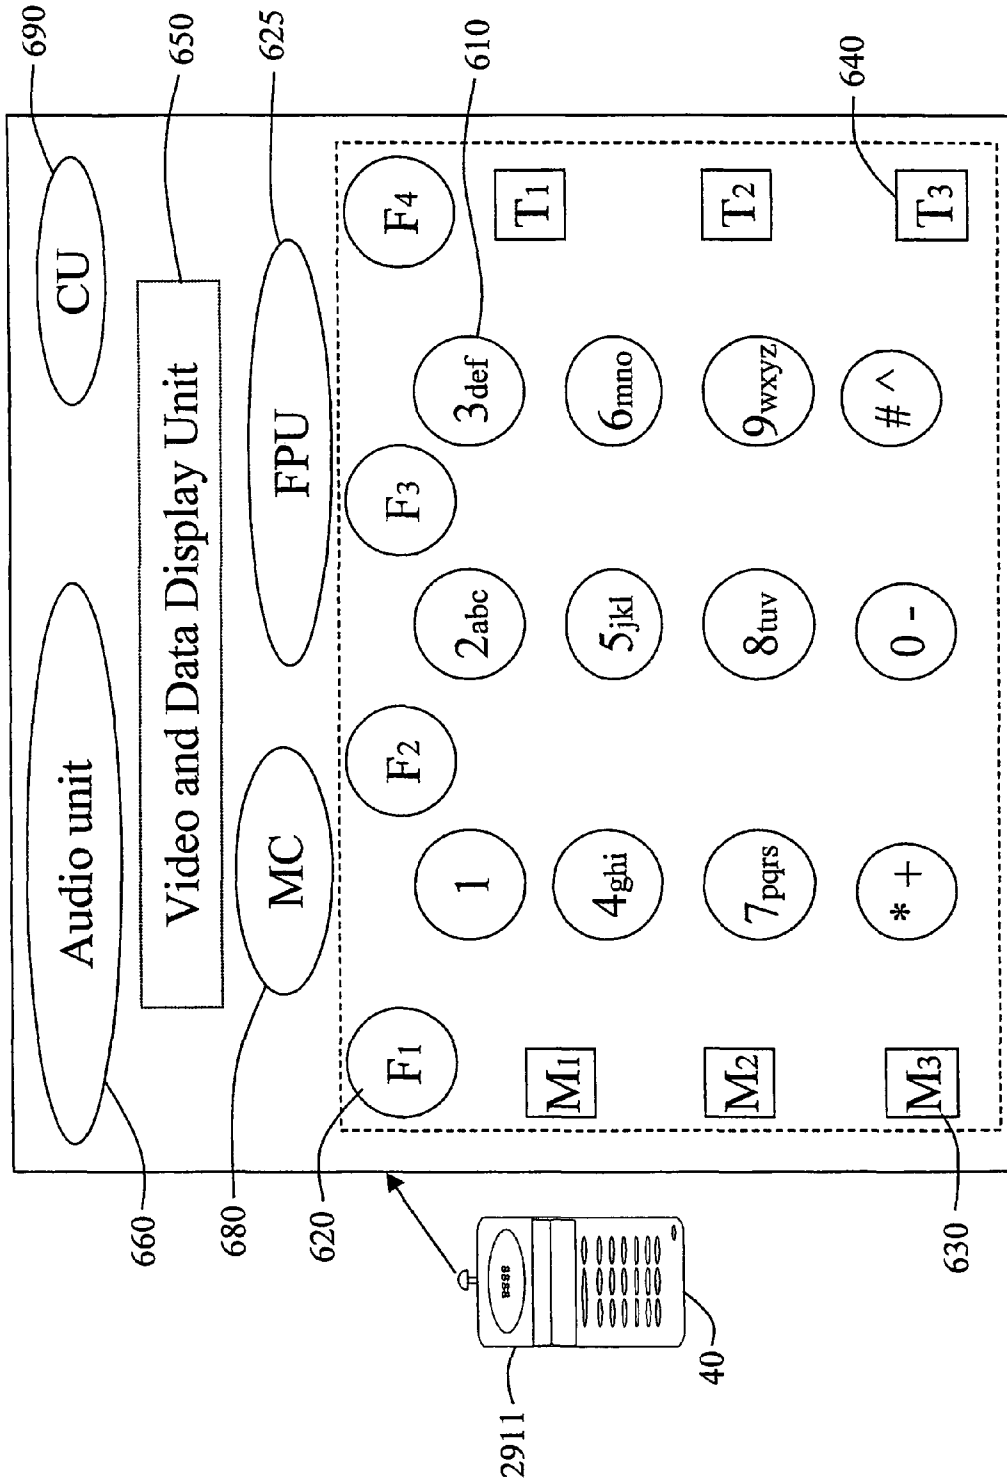 Audio unit
CU
690
Video and Data Display Unit
650
MC
FPU
625
660
680
620
F1
F2
F3
F4
1
2abc
3def
610
M1
T1
4ghi
5jkl
6mno
M2
7pqrs
8tuv
9wxyz
T2
M3
* +
0 -
# ^
T3
640
630
2911
40
8888